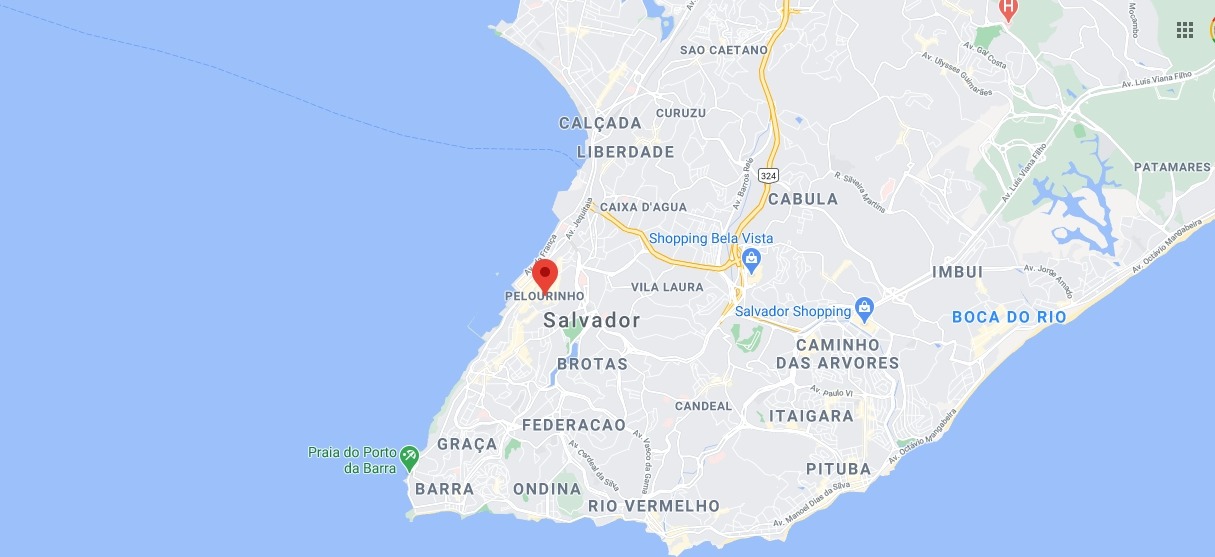 H
Mocambo
SAO CAETANO
Av. Gal Costa
Av. Ulysses Guimarães
Av. Luís Viana Filho
CURUZU
CALÇADA
LIBERDADE
Av. Barros Reis
324
R. Silveira Martins
Av. Luís Viana Filho
PATAMARES
CAIXA D'AGUA
CABULA
Av. Jequitaia
Av. da França
Shopping Bela Vista
Av. Octávio Mangabeira
IMBUI
Av. Jorge Amado
PELOURINHO
VILA LAURA
Salvador
Salvador Shopping
BOCA DO RIO
CAMINHO
DAS ARVORES
BROTAS
Av. Paulo VI
CANDEAL
ITAIGARA
FEDERACAO
Av. Octávio Mangabeira
GRAÇA
Av. Cardeal da Silva
Av. Vasco da Gama
Praia do Porto
da Barra
PITUBA
BARRA
ONDINA
RIO VERMELHO
Av. Manoel Dias da Silva